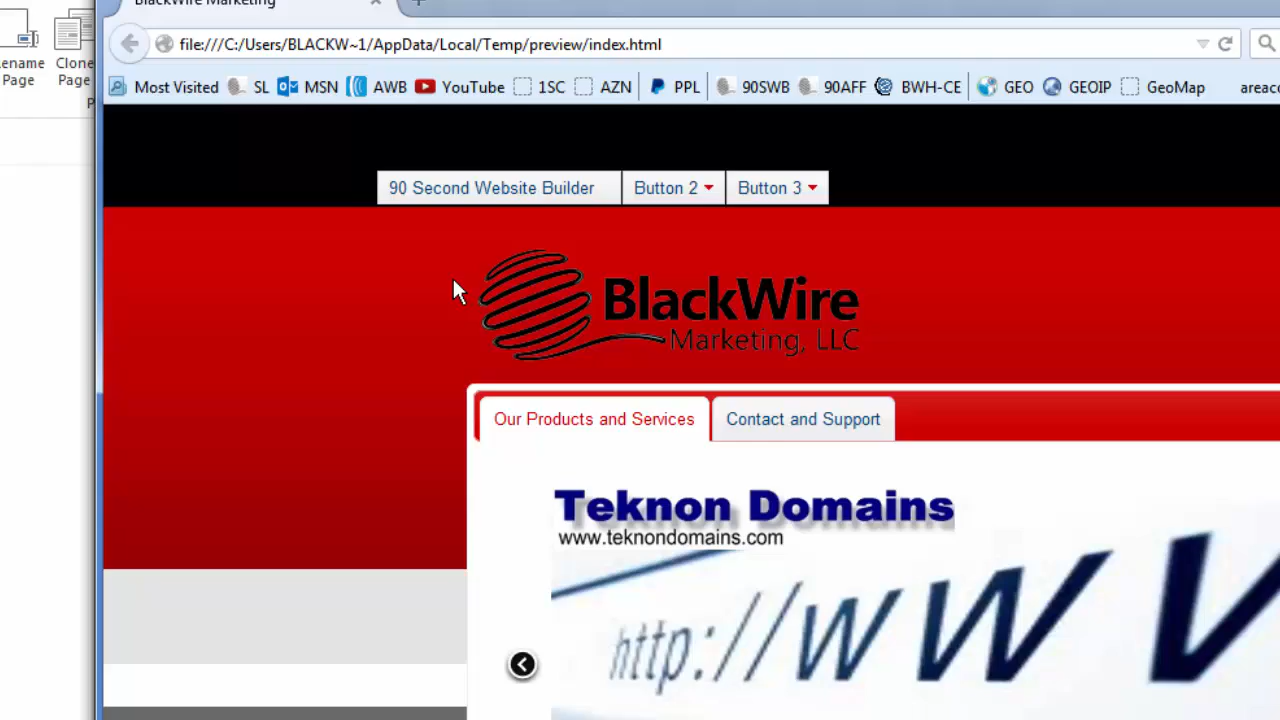 BlackWire Marketing
ename
Page
Clone
Page
P
file:///C:/Users/BLACKW~1/AppData/Local/Temp/preview/index.html
Most Visited SL MSN AWB YouTube 1SC AZN PPL 90SWB 90AFF BWH-CE GEO GEOIP GeoMap areaco
90 Second Website Builder Button 2 Button 3
BlackWire
Marketing, LLC
Our Products and Services Contact and Support
Teknon Domains
www.teknondomains.com
http://www